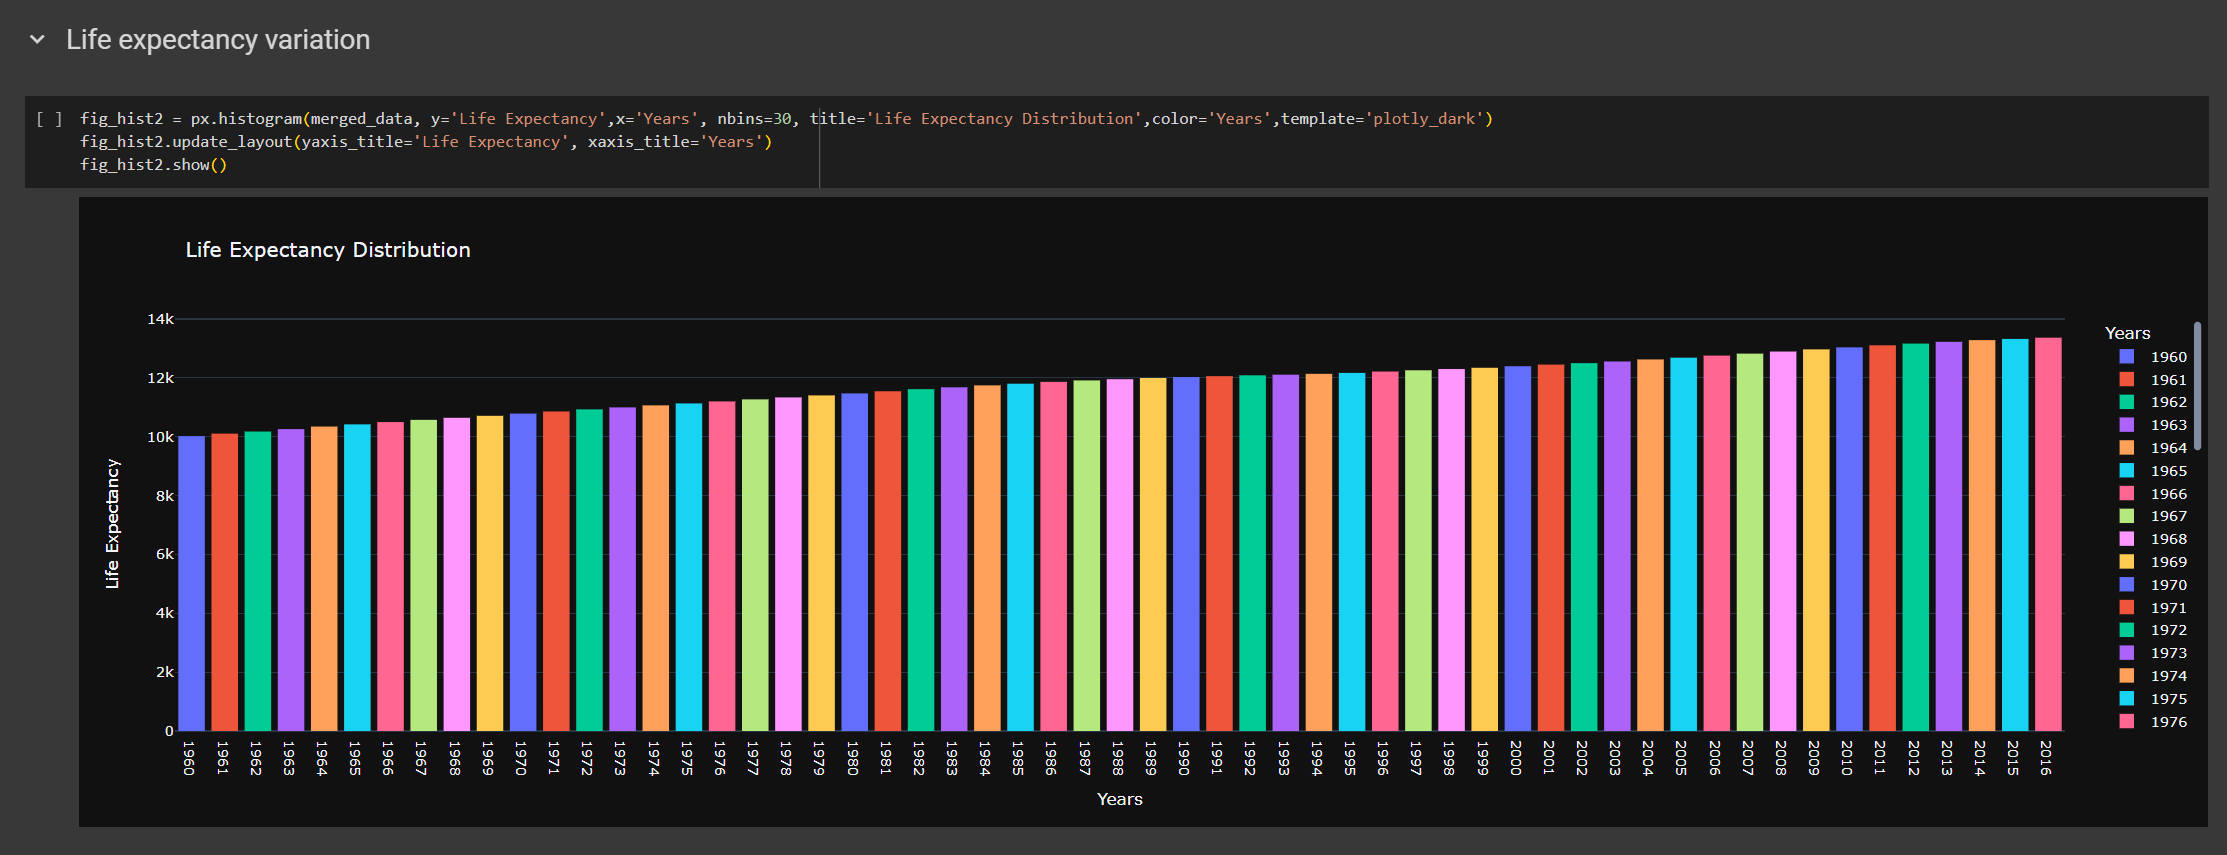 Life expectancy variation
[ ] fig_hist2 = px.histogram(merged_data, y='Life Expectancy',x='Years', nbins=30, title='Life Expectancy Distribution',color='Years',template='plotly_dark')
fig_hist2.update_layout(yaxis_title='Life Expectancy', xaxis_title='Years')
fig_hist2.show()
Life Expectancy Distribution
14k
12k
10k
8k
6k
4k
2k
0
Life Expectancy
1960 1961 1962 1963 1964 1965 1966 1967 1968 1969 1970 1971 1972 1973 1974 1975 1976 1977 1978 1979 1980 1981 1982 1983 1984 1985 1986 1987 1988 1989 1990 1991 1992 1993 1994 1995 1996 1997 1998 1999 2000 2001 2002 2003 2004 2005 2006 2007 2008 2009 2010 2011 2012 2013 2014 2015 2016
Years
Years
1960
1961
1962
1963
1964
1965
1966
1967
1968
1969
1970
1971
1972
1973
1974
1975
1976